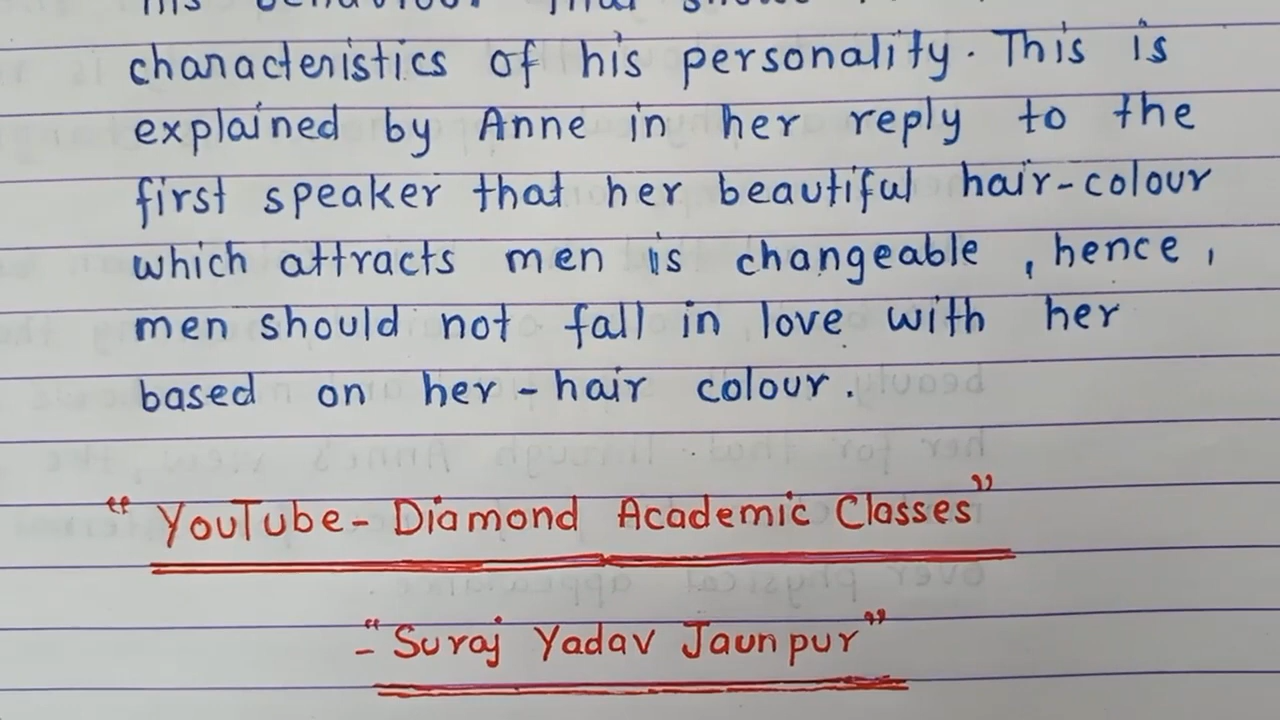 his behaviour
characteristics of his personality. This is
explained by Anne in her reply to the
first speaker that her beautiful hair-colour
which attracts men is changeable , hence ,
men should not fall in love with her
based on her-hair colour.
"YouTube- Diamond Academic Classes"
-"Suraj Yadav Jaunpur"